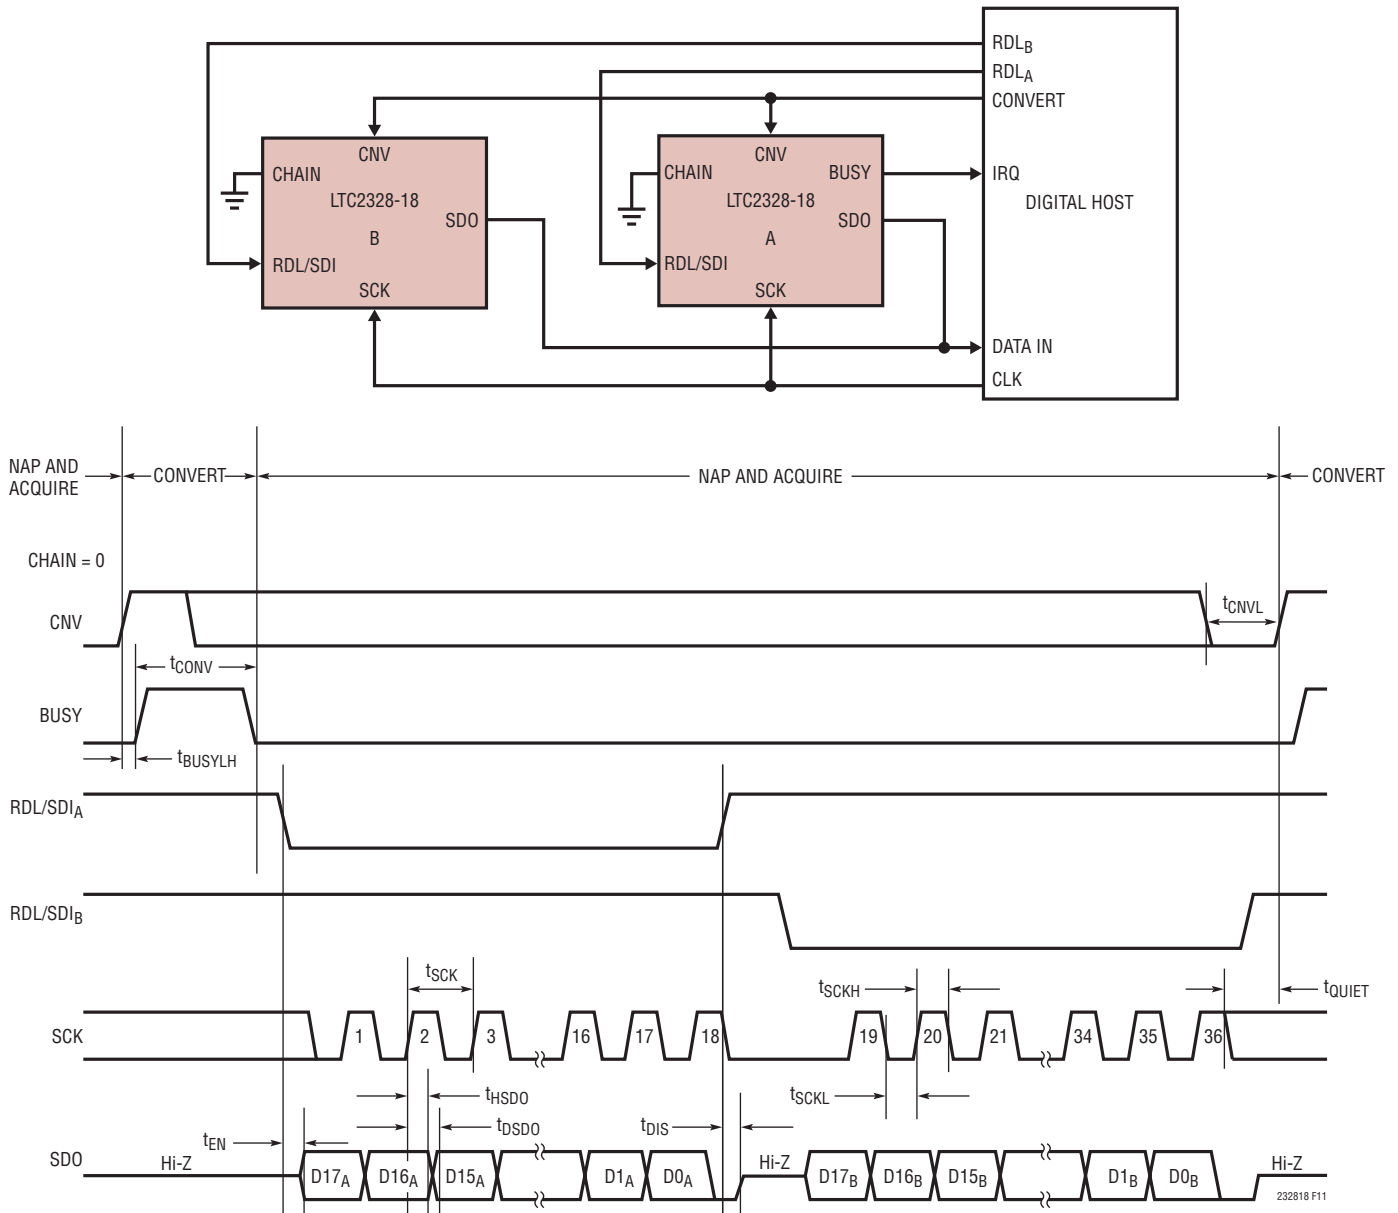 RDLB
RDLA
CONVERT
CNV
CHAIN
LTC2328-18
SDO
B
RDL/SDI
SCK
CNV
CHAIN
BUSY
LTC2328-18
SDO
A
RDL/SDI
SCK
IRQ
DIGITAL HOST
DATA IN
CLK
NAP AND
ACQUIRE
CONVERT
NAP AND ACQUIRE
CONVERT
CHAIN = 0
CNV
tCNVL
tCONV
BUSY
tBUSYLH
RDL/SDIA
RDL/SDIB
tSCK
tSCKH
tQUIET
SCK
1
2
3
16
17
18
19
20
21
34
35
36
tHSDO
tSCKL
tEN
tDSDO
tDIS
SDO
Hi-Z
D17A
D16A
D15A
D1A
D0A
Hi-Z
D17B
D16B
D15B
D1B
D0B
Hi-Z
232818 F11